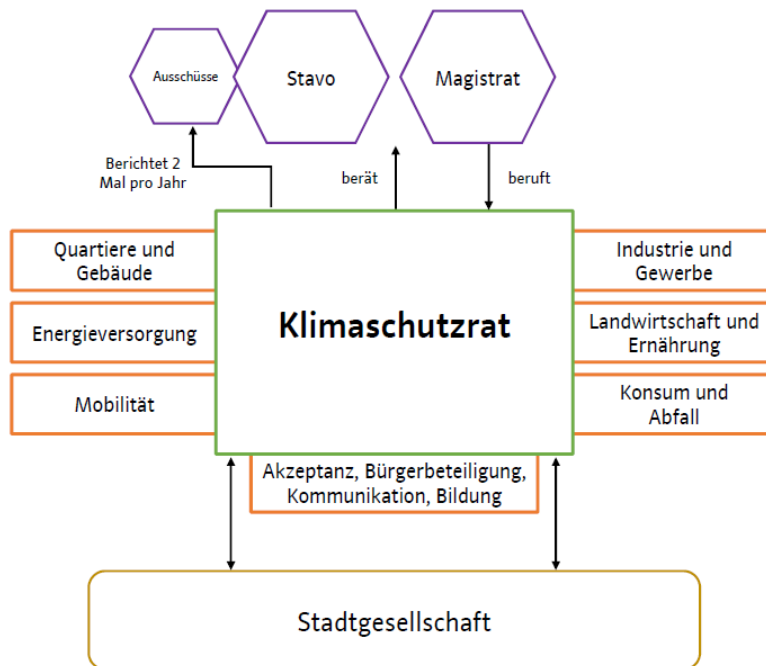 Ausschüsse
Stavo
Magistrat
Berichtet 2
Mal pro Jahr
berät
beruft
Quartiere und
Gebäude
Energieversorgung
Mobilität
Klimaschutzrat
Industrie und
Gewerbe
Landwirtschaft und
Ernährung
Konsum und
Abfall
Akzeptanz, Bürgerbeteiligung,
Kommunikation, Bildung
Stadtgesellschaft